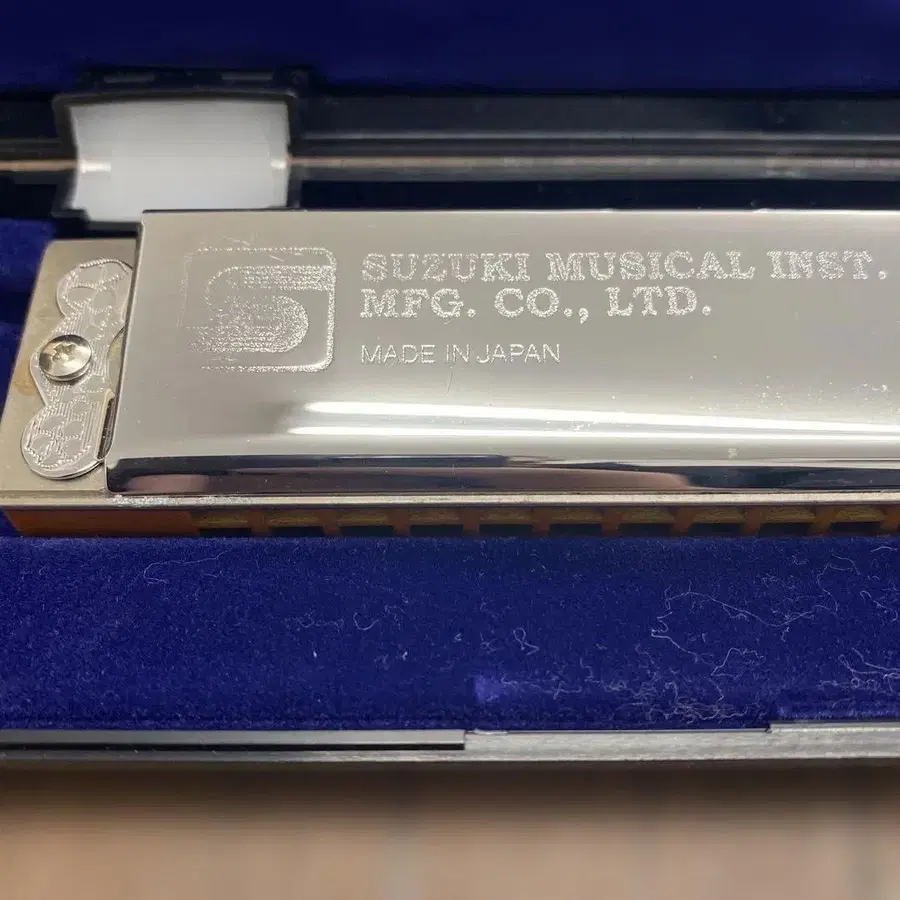 SUZUKI MUSICAL INST.
MFG. CO., LTD.
MADE IN JAPAN